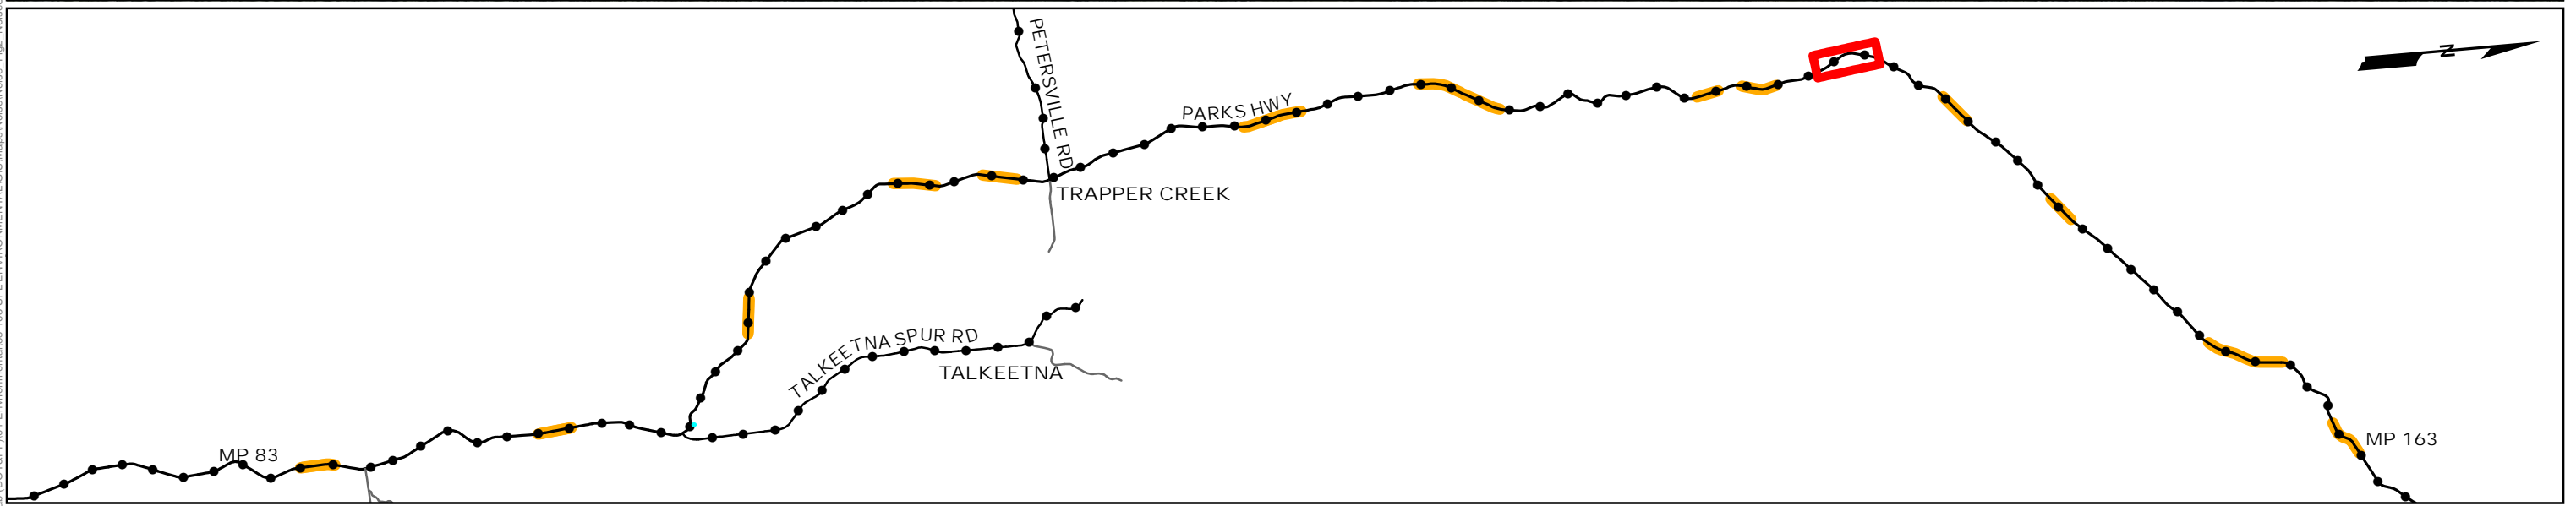 PETERSVILLE RD
N
PARKS HWY
TRAPPER CREEK
TALKEETNA SPUR RD
TALKEETNA
MP 83
MP 163